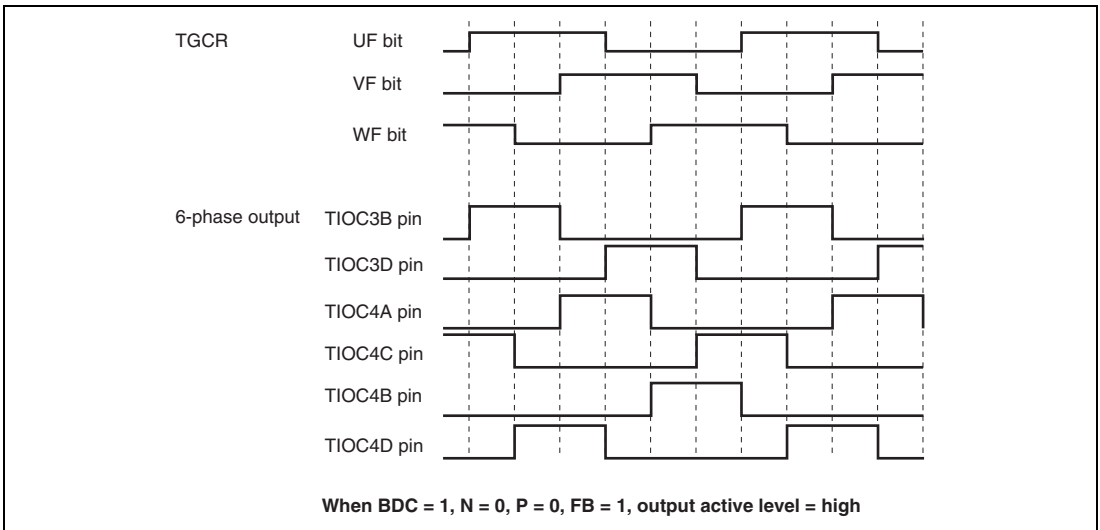 TGCR UF bit
VF bit
WF bit
6-phase output TIOC3B pin
TIOC3D pin
TIOC4A pin
TIOC4C pin
TIOC4B pin
TIOC4D pin
When BDC = 1, N = 0, P = 0, FB = 1, output active level = high